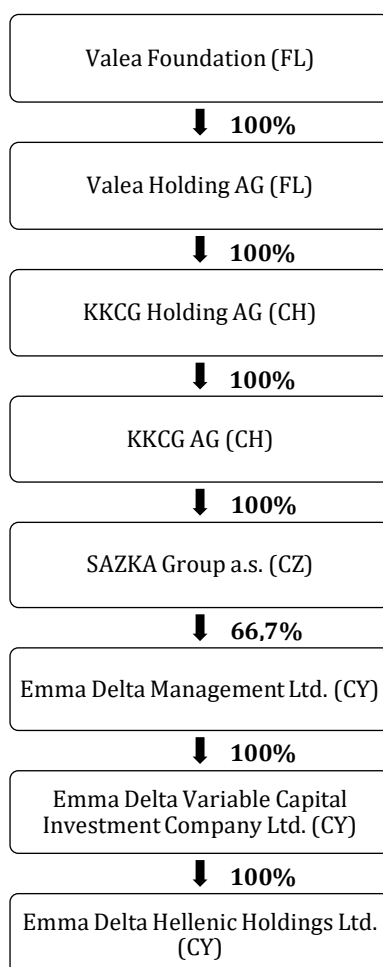 Valea Foundation (FL)
100%
Valea Holding AG (FL)
100%
KKCG Holding AG (CH)
100%
KKCG AG (CH)
100%
SAZKA Group a.s. (CZ)
66,7%
Emma Delta Management Ltd. (CY)
100%
Emma Delta Variable Capital
Investment Company Ltd. (CY)
100%
Emma Delta Hellenic Holdings Ltd.
(CY)